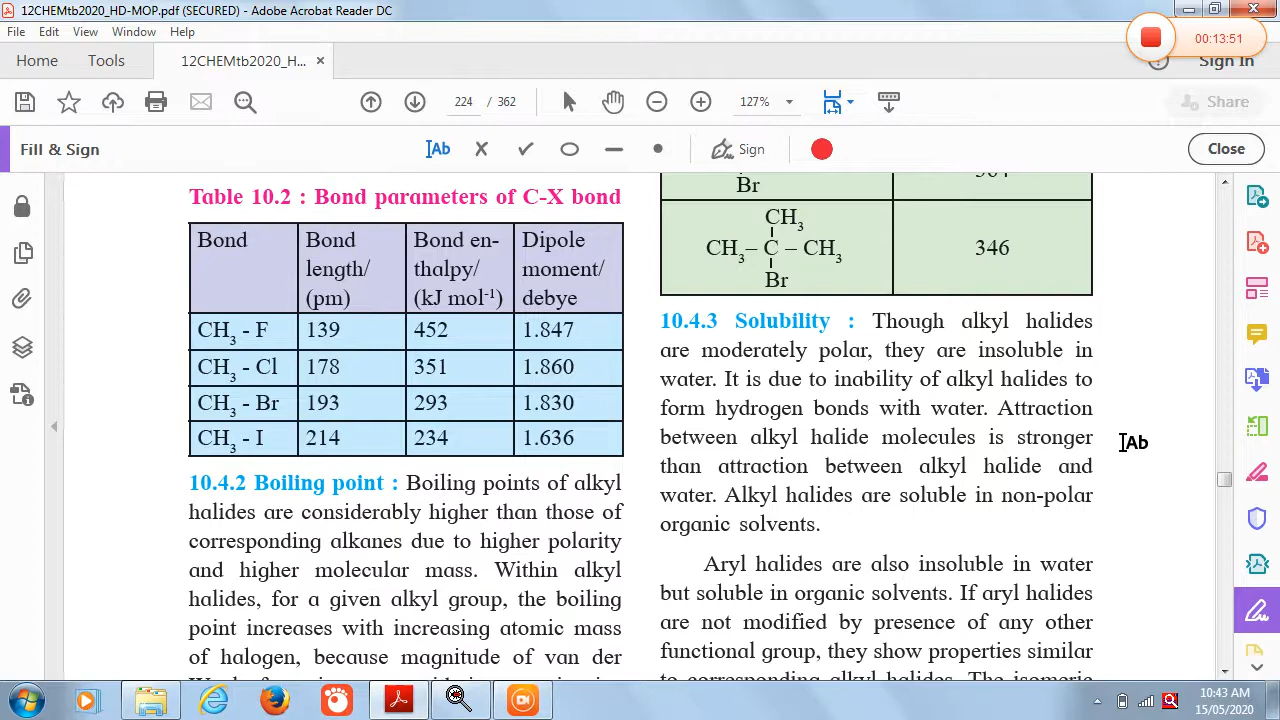 12CHEMtb2020_HD-MOP.pdf (SECURED) - Adobe Acrobat Reader DC
File Edit View Window Help
00:13:51
Home Tools 12CHEMtb2020_H... × Sign In
224 / 362 127% Share
Fill & Sign Ab Sign Close
Table 10.2 : Bond parameters of C-X bond
Bond Bond length/ (pm) Bond en-thalpy/ (kJ mol⁻¹) Dipole moment/ debye
CH₃ - F 139 452 1.847
CH₃ - Cl 178 351 1.860
CH₃ - Br 193 293 1.830
CH₃ - I 214 234 1.636
10.4.2 Boiling point : Boiling points of alkyl
halides are considerably higher than those of
corresponding alkanes due to higher polarity
and higher molecular mass. Within alkyl
halides, for a given alkyl group, the boiling
point increases with increasing atomic mass
of halogen, because magnitude of van der
Br
CH₃
CH₃– C – CH₃ 346
Br
10.4.3 Solubility : Though alkyl halides
are moderately polar, they are insoluble in
water. It is due to inability of alkyl halides to
form hydrogen bonds with water. Attraction
between alkyl halide molecules is stronger
than attraction between alkyl halide and
water. Alkyl halides are soluble in non-polar
organic solvents.
Ab
Aryl halides are also insoluble in water
but soluble in organic solvents. If aryl halides
are not modified by presence of any other
functional group, they show properties similar
to corresponding alkyl halides. The isomeric
10:43 AM
15/05/2020